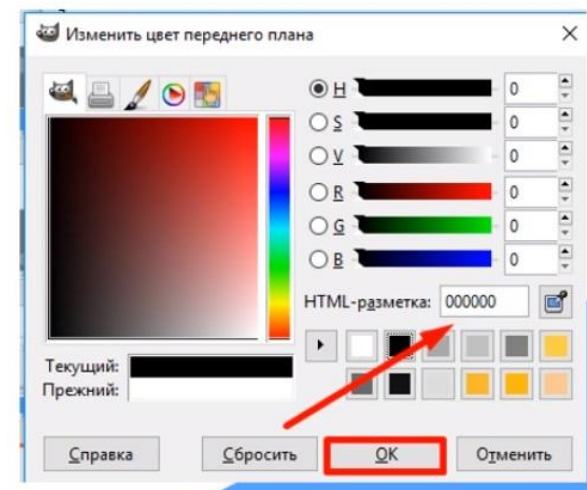 Изменить цвет переднего плана
H 0
S 0
V 0
R 0
G 0
B 0
HTML-разметка: 000000
Текущий:
Прежний:
Справка Сбросить OK Отменить